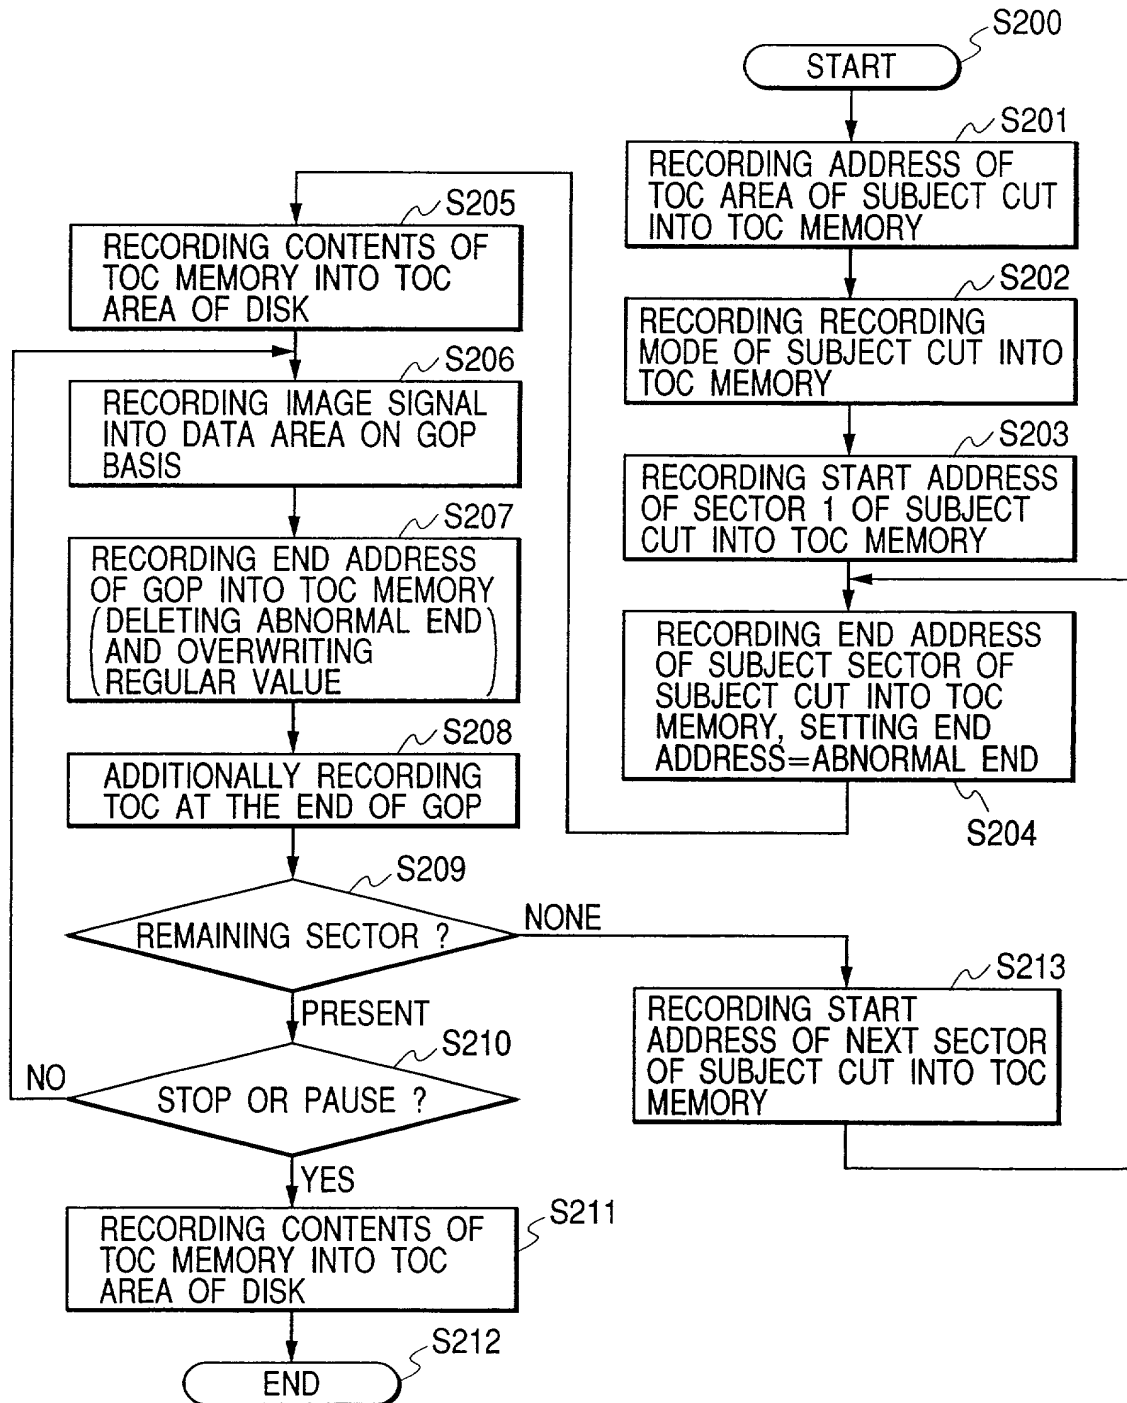 S200
START
S201
RECORDING ADDRESS OF
TOC AREA OF SUBJECT CUT
INTO TOC MEMORY
S202
RECORDING RECORDING
MODE OF SUBJECT CUT INTO
TOC MEMORY
S203
RECORDING START ADDRESS
OF SECTOR 1 OF SUBJECT
CUT INTO TOC MEMORY
RECORDING END ADDRESS
OF SUBJECT SECTOR OF
SUBJECT CUT INTO TOC
MEMORY, SETTING END
ADDRESS=ABNORMAL END
S204
S205
RECORDING CONTENTS OF
TOC MEMORY INTO TOC
AREA OF DISK
S206
RECORDING IMAGE SIGNAL
INTO DATA AREA ON GOP
BASIS
S207
RECORDING END ADDRESS
OF GOP INTO TOC MEMORY
(DELETING ABNORMAL END
AND OVERWRITING
REGULAR VALUE)
S208
ADDITIONALLY RECORDING
TOC AT THE END OF GOP
S209
REMAINING SECTOR ?
NONE
PRESENT
S210
STOP OR PAUSE ?
NO
YES
S211
RECORDING CONTENTS OF
TOC MEMORY INTO TOC
AREA OF DISK
S212
END
S213
RECORDING START
ADDRESS OF NEXT SECTOR
OF SUBJECT CUT INTO TOC
MEMORY